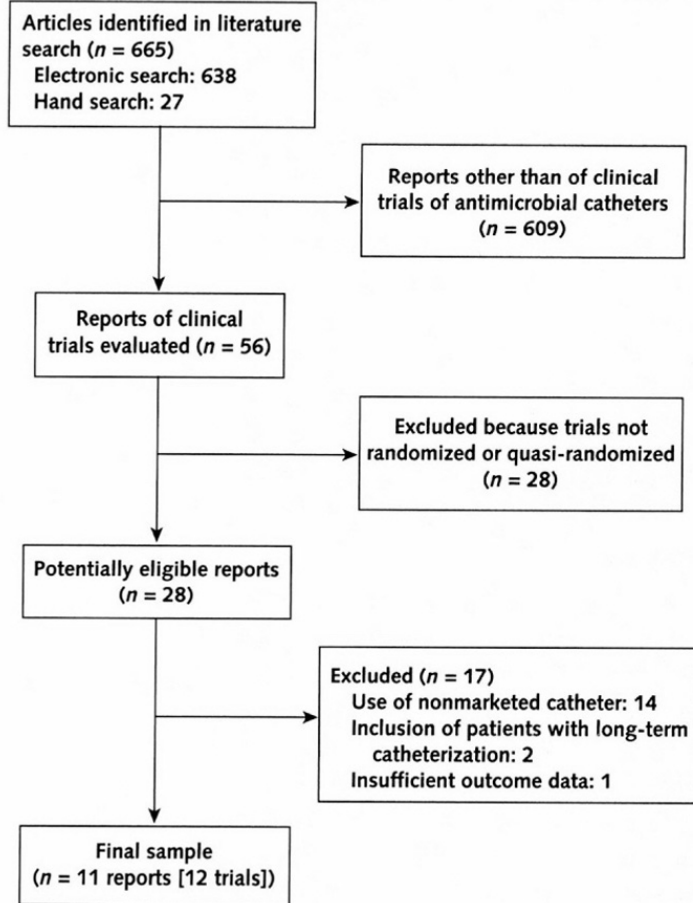 Articles identified in literature
search (n = 665)
Electronic search: 638
Hand search: 27
Reports other than of clinical
trials of antimicrobial catheters
(n = 609)
Reports of clinical
trials evaluated (n = 56)
Excluded because trials not
randomized or quasi-randomized
(n = 28)
Potentially eligible reports
(n = 28)
Excluded (n = 17)
Use of nonmarketed catheter: 14
Inclusion of patients with long-term
catheterization: 2
Insufficient outcome data: 1
Final sample
(n = 11 reports [12 trials])